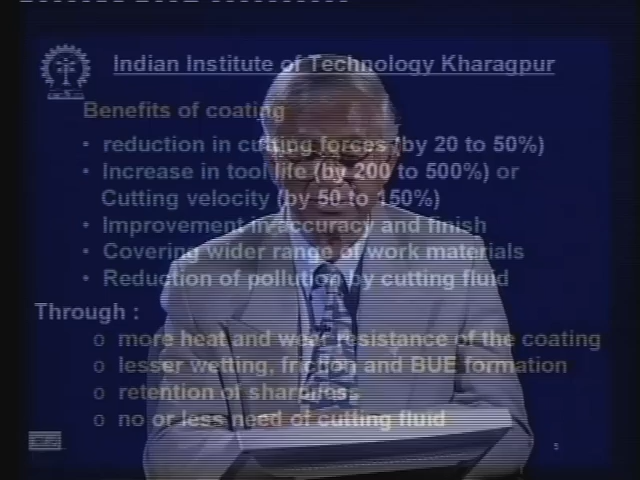 Indian Institute of Technology Kharagpur
Benefits of coating
• reduction in cutting forces (by 20 to 50%)
• Increase in tool life (by 200 to 500%) or
Cutting velocity (by 50 to 150%)
• Improvement in accuracy and finish
• Covering wider range of work materials
• Reduction of pollution by cutting fluid
Through :
o more heat and wear resistance of the coating
o lesser wetting, friction and BUE formation
o retention of sharpness
o no or less need of cutting fluid
5